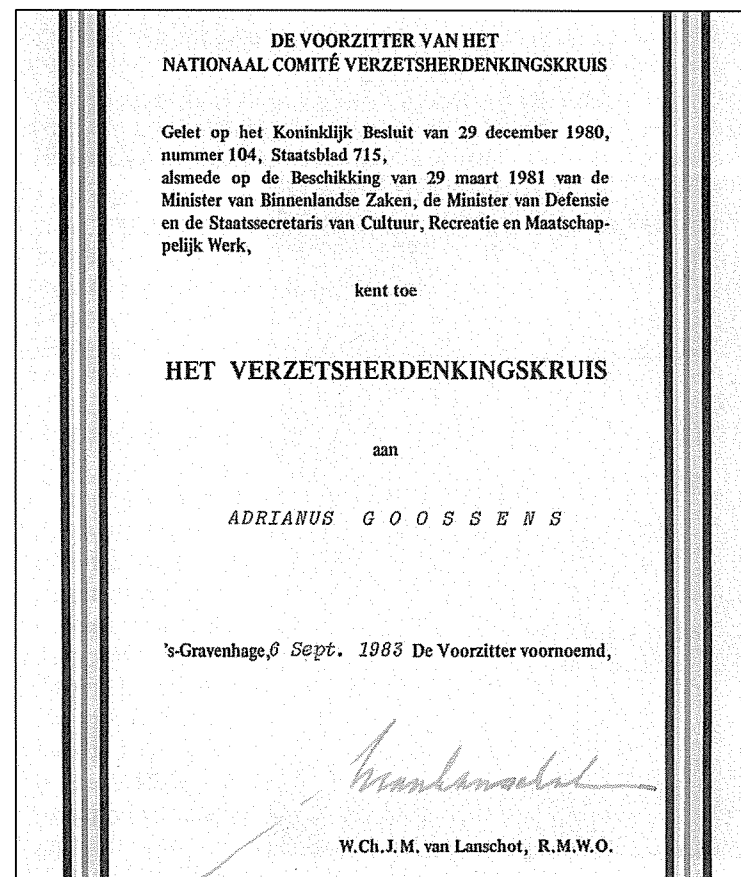 DE VOORZITTER VAN HET
NATIONAAL COMITÉ VERZETSHERDENKINGSKRUIS
Gelet op het Koninklijk Besluit van 29 december 1980,
nummer 104, Staatsblad 715,
alsmede op de Beschikking van 29 maart 1981 van de
Minister van Binnenlandse Zaken, de Minister van Defensie
en de Staatssecretaris van Cultuur, Recreatie en Maatschap-
pelijk Werk,
kent toe
HET VERZETSHERDENKINGSKRUIS
aan
ADRIANUS G O O S S E N S
's-Gravenhage, 6 Sept. 1983 De Voorzitter voornoemd,
W.Ch.J.M. van Lanschot, R.M.W.O.